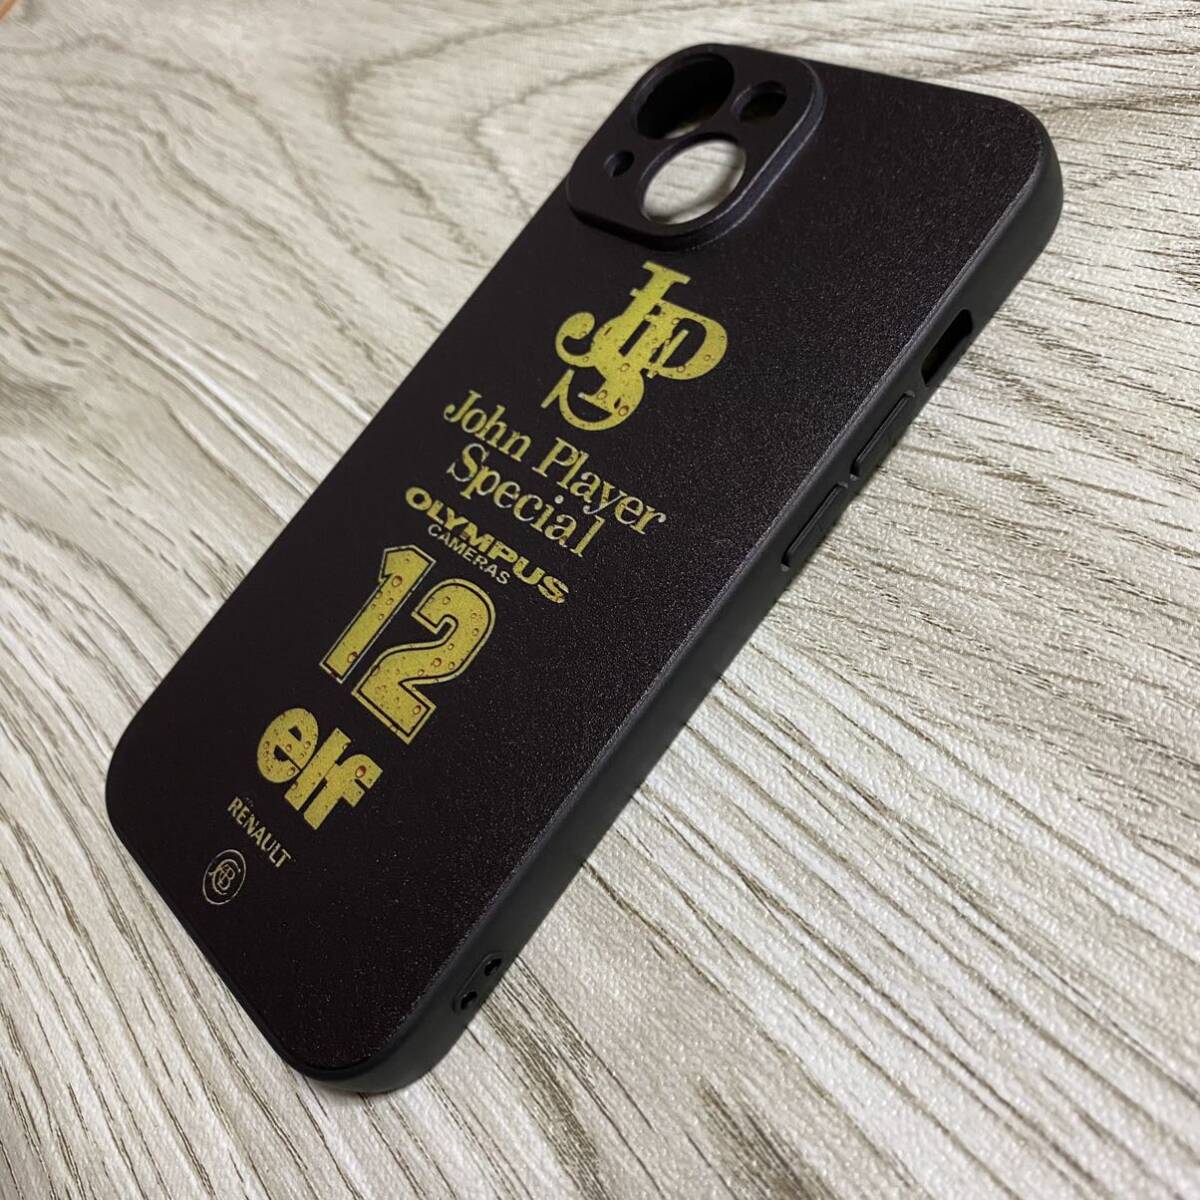 JPS
John Player
Special
OLYMPUS
CAMERAS
12
elf
RENAULT